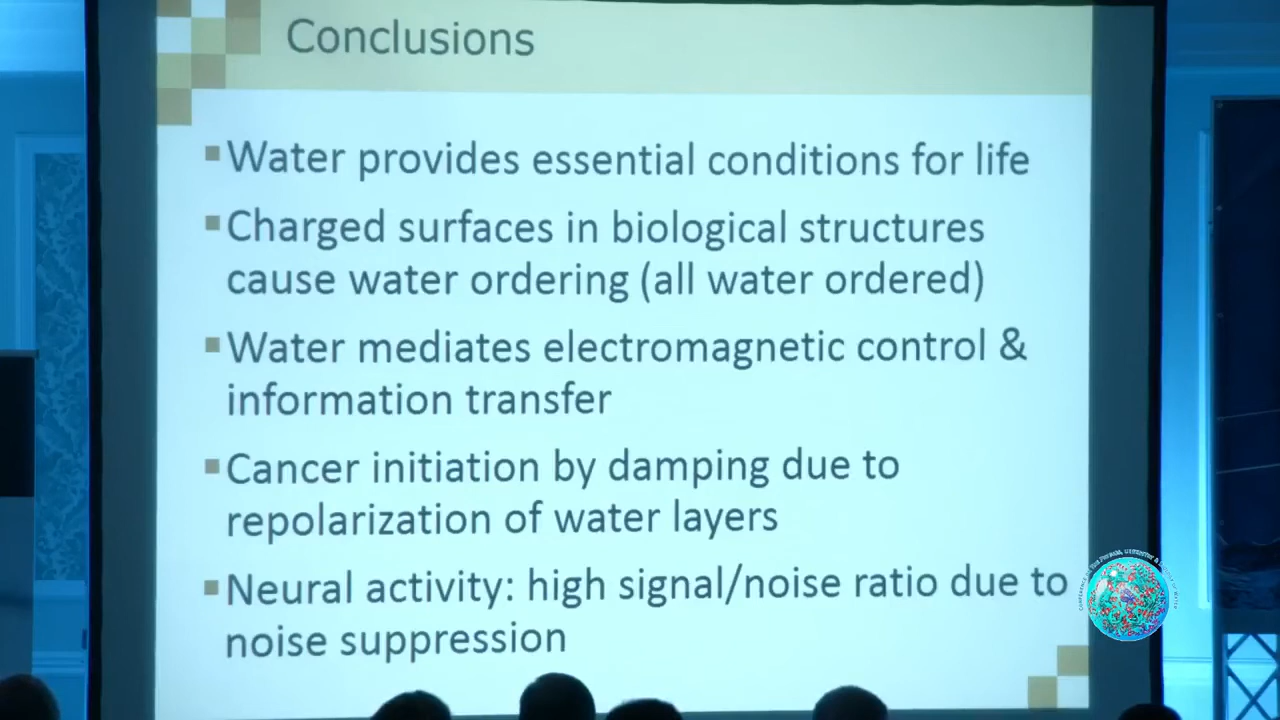 Conclusions
Water provides essential conditions for life
Charged surfaces in biological structures
cause water ordering (all water ordered)
Water mediates electromagnetic control &
information transfer
Cancer initiation by damping due to
repolarization of water layers
Neural activity: high signal/noise ratio due to
noise suppression